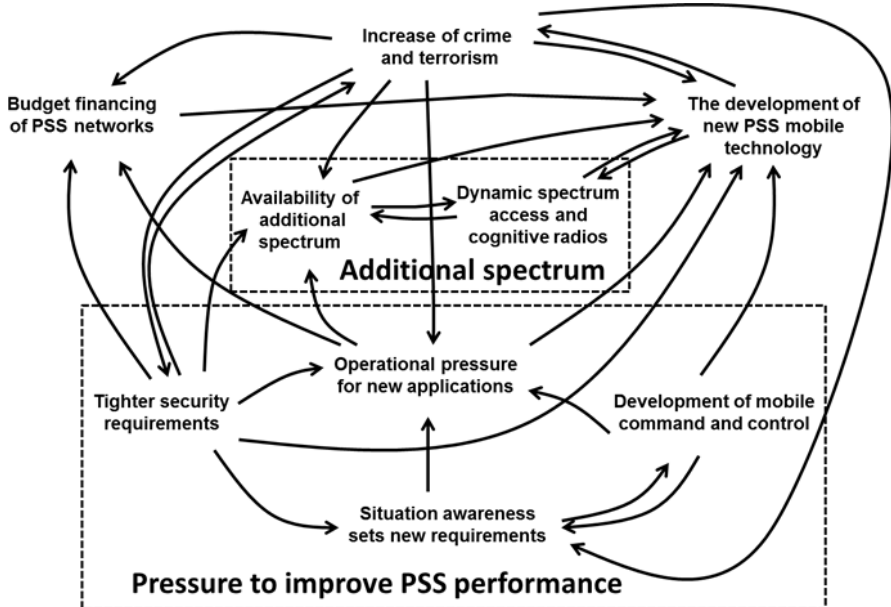 Increase of crime
and terrorism
Budget financing
of PSS networks
The development of
new PSS mobile
technology
Availability of
additional
spectrum
Dynamic spectrum
access and
cognitive radios
Additional spectrum
Operational pressure
for new applications
Tighter security
requirements
Development of mobile
command and control
Situation awareness
sets new requirements
Pressure to improve PSS performance